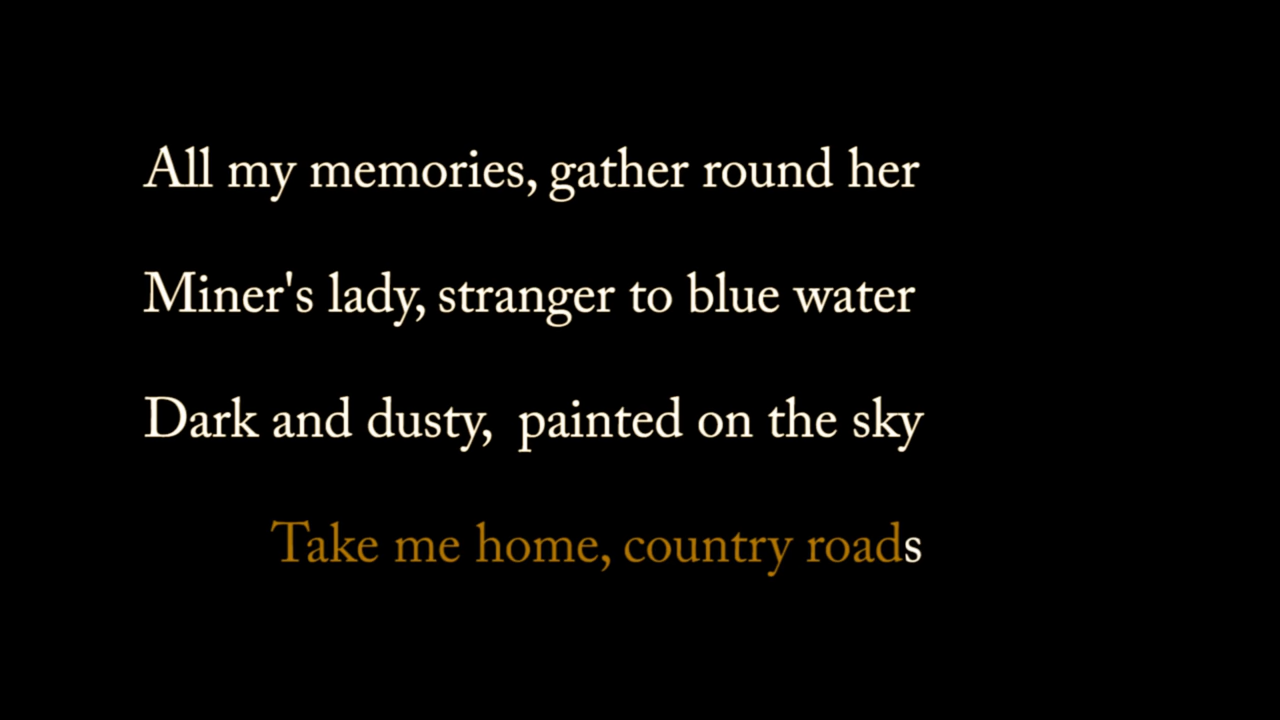 All my memories, gather round her
Miner's lady, stranger to blue water
Dark and dusty,  painted on the sky
Take me home, country roads